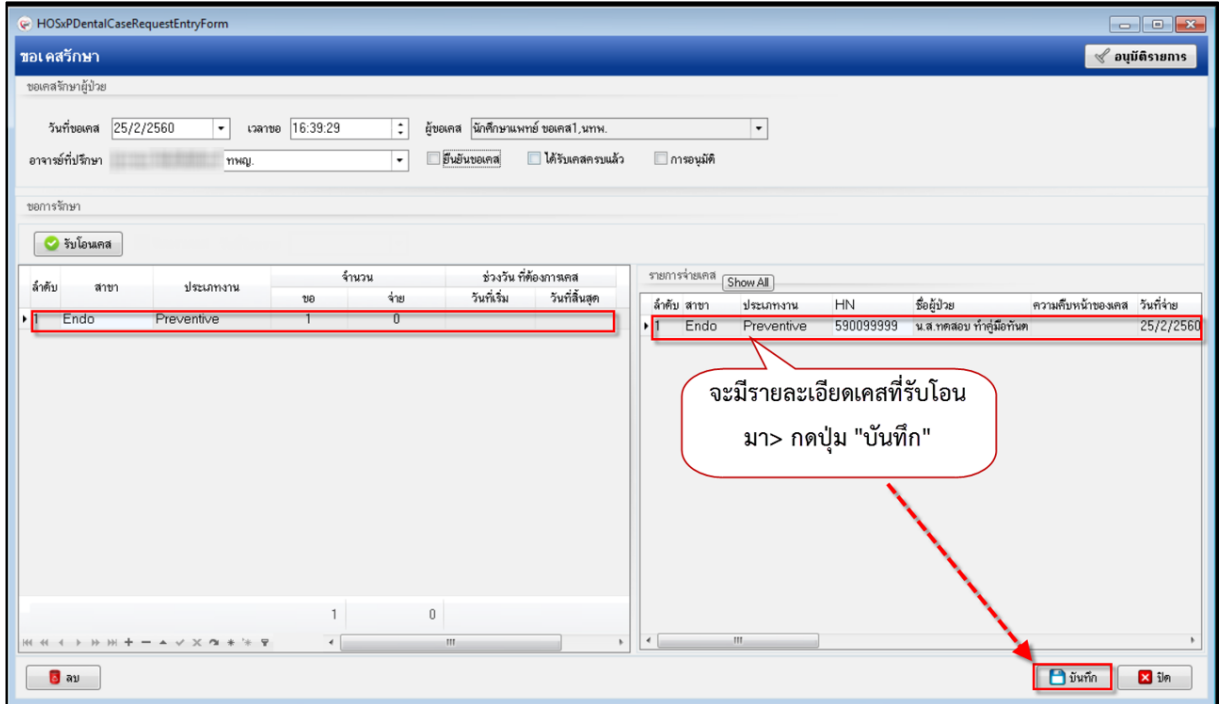 HOSxPDentalCaseRequestEntryForm
ขอเคสรักษา
อนุมัติรายการ
ขอเคสรักษาผู้ป่วย
วันที่ขอเคส 25/2/2560 เวลาขอ 16:39:29 ผู้ขอเคส นักศึกษาแพทย์ ขอเคส1,นทพ.
อาจารย์ที่ปรึกษา ทพญ. ยืนยันขอเคส ได้รับเคสครบแล้ว การอนุมัติ
ขอการรักษา
รับโอนเคส
ลำดับ สาขา ประเภทงาน จำนวน ช่วงวัน ที่ต้องการเคส
ขอ จ่าย วันที่เริ่ม วันที่สิ้นสุด
1 Endo Preventive 1 0
1 0
รายการจ่ายเคส Show All
ลำดับ สาขา ประเภทงาน HN ชื่อผู้ป่วย ความคืบหน้าของเคส วันที่จ่าย
1 Endo Preventive 590099999 น.ส.ทดสอบ ทำคู่มือทันต 25/2/2560
จะมีรายละเอียดเคสที่รับโอน
มา> กดปุ่ม "บันทึก"
ลบ
บันทึก
ปิด